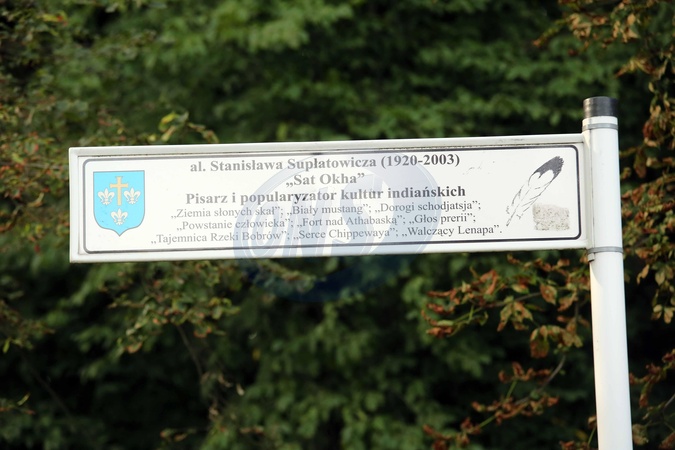 al. Stanisława Supłatowicza (1920-2003)
„Sat Okha”
Pisarz i popularyzator kultur indiańskich
„Ziemia słonych skał”; „Biały mustang”; „Dorogi schodjatsja”;
„Powstanie człowieka”; „Fort nad Athabaską”; „Głos prerii”;
„Tajemnica Rzeki Bobrów”; „Serce Chippewaya”; „Walczący Lenapa”.